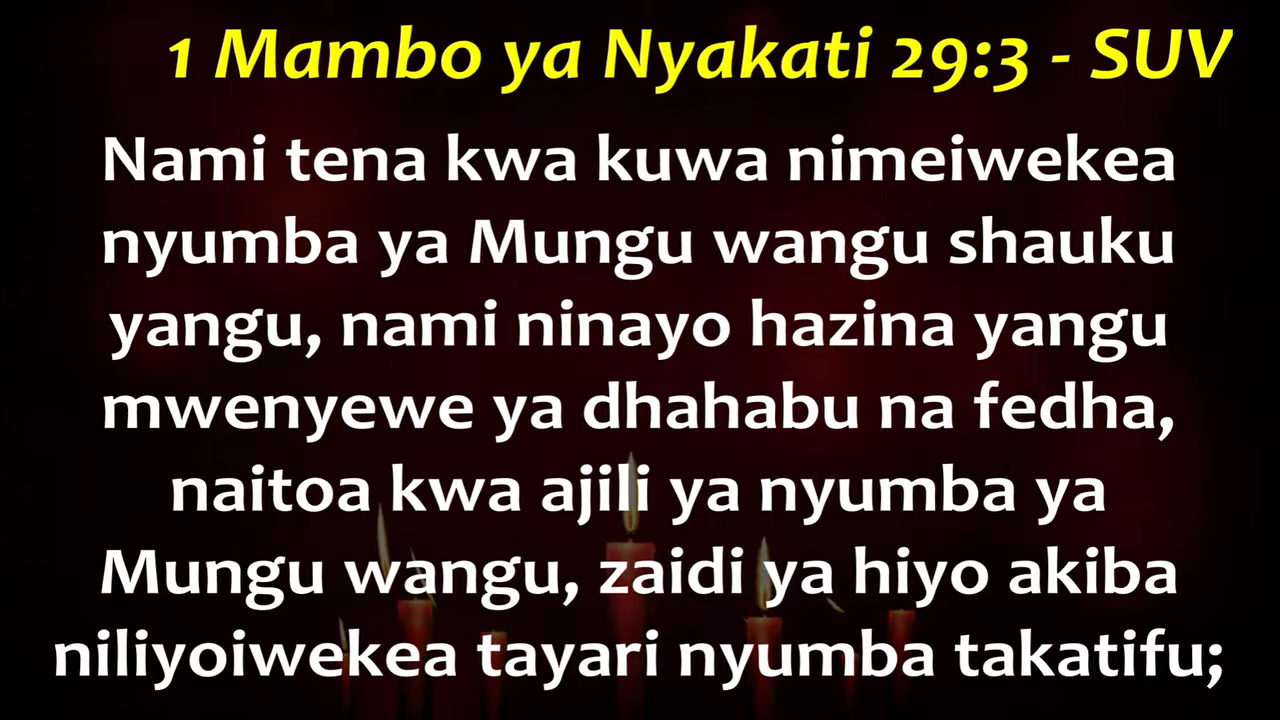 1 Mambo ya Nyakati 29:3 - SUV
Nami tena kwa kuwa nimeiwekea
nyumba ya Mungu wangu shauku
yangu, nami ninayo hazina yangu
mwenyewe ya dhahabu na fedha,
naitoa kwa ajili ya nyumba ya
Mungu wangu, zaidi ya hiyo akiba
niliyoiwekea tayari nyumba takatifu;